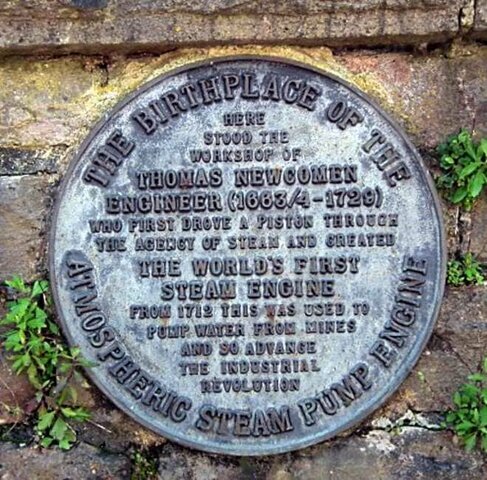 THE BIRTHPLACE OF THE
HERE
STOOD THE
WORKSHOP OF
THOMAS NEWCOMEN
ENGINEER (1663/4-1729)
WHO FIRST DROVE A PISTON THROUGH
THE AGENCY OF STEAM AND CREATED
THE WORLD'S FIRST
STEAM ENGINE
FROM 1712 THIS WAS USED TO
PUMP WATER FROM MINES
AND SO ADVANCE
THE INDUSTRIAL
REVOLUTION
ATMOSPHERIC STEAM PUMP ENGINE